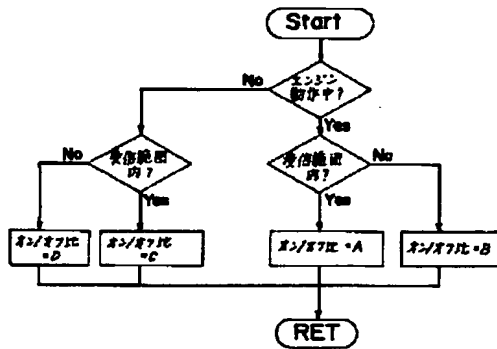 Start
No
エンジン
動作中?
Yes
No
受信範囲
内?
Yes
受信範囲
内?
No
Yes
オン/オフ比
=D
オン/オフ比
=C
オン/オフ比=A
オン/オフ比=B
RET